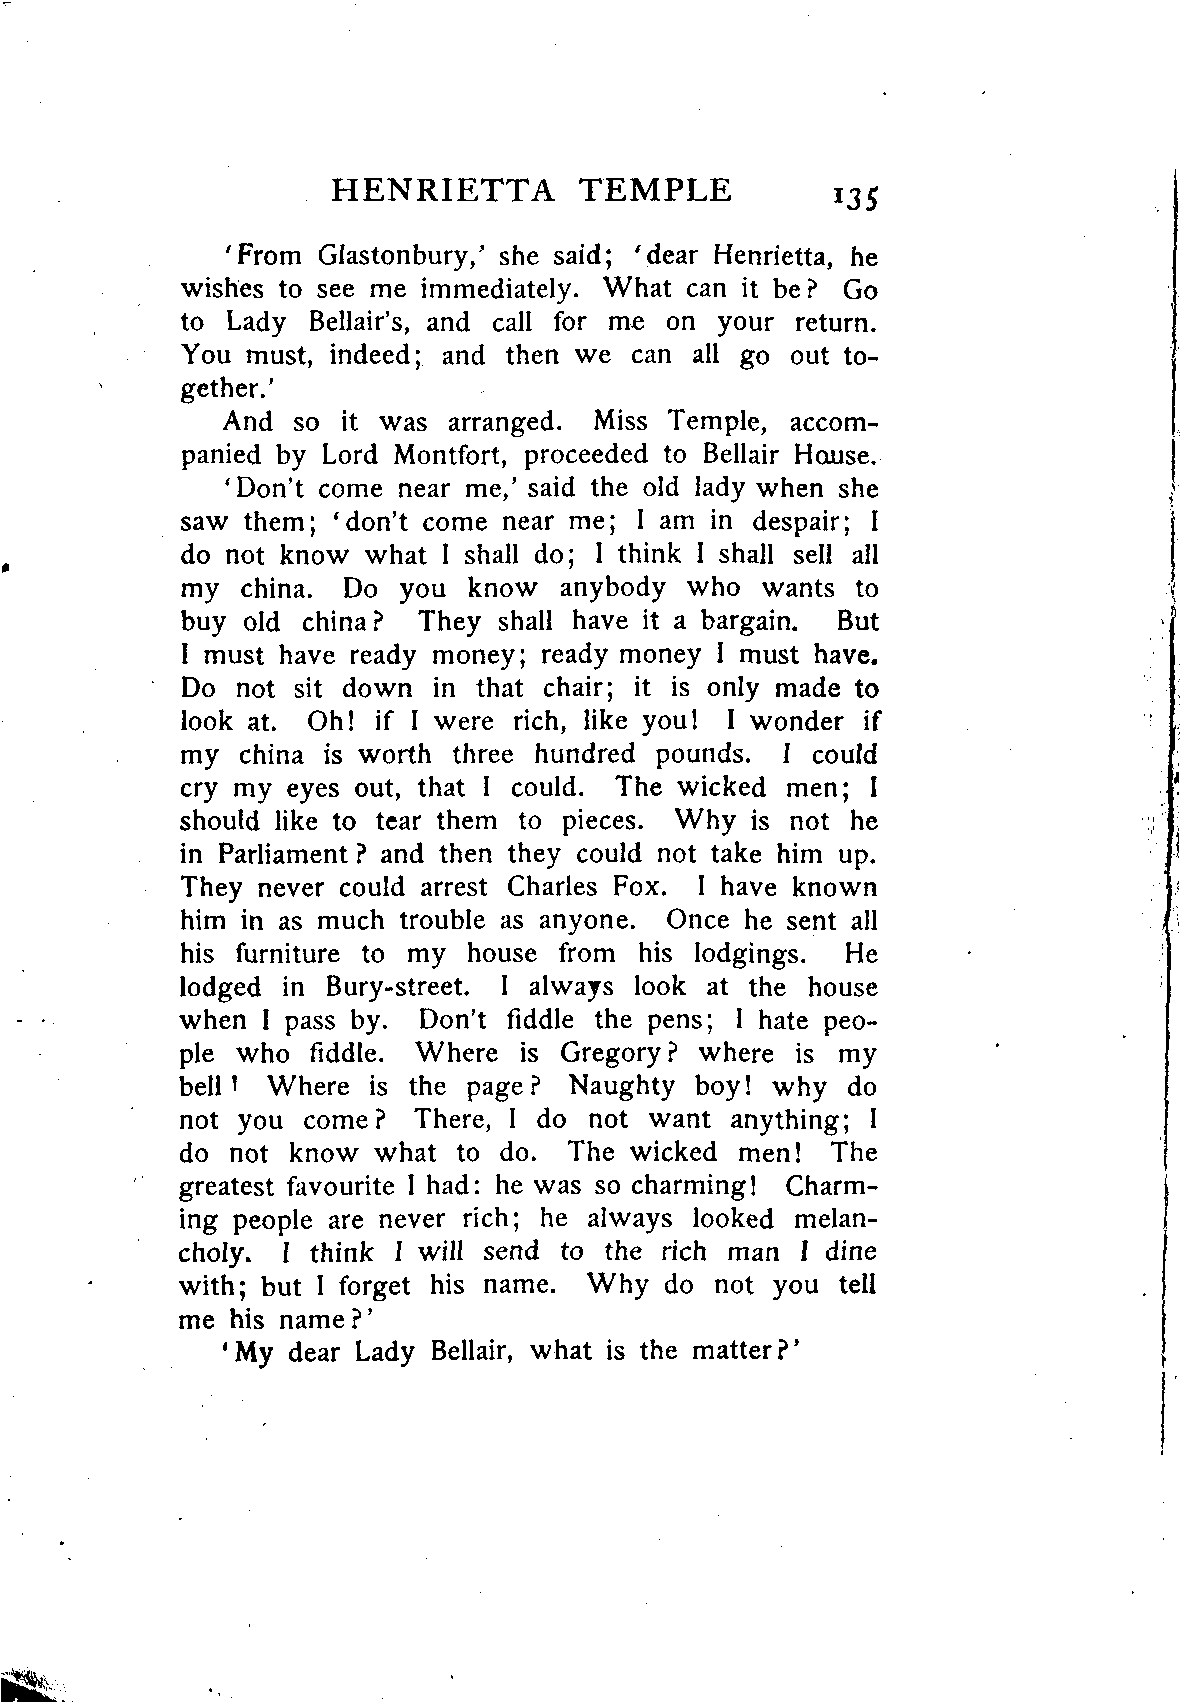 HENRIETTA TEMPLE 135
'From Glastonbury,' she said; 'dear Henrietta, he
wishes to see me immediately. What can it be? Go
to Lady Bellair's, and call for me on your return.
You must, indeed; and then we can all go out to-
gether.'
And so it was arranged. Miss Temple, accom-
panied by Lord Montfort, proceeded to Bellair House.
'Don't come near me,' said the old lady when she
saw them; 'don't come near me; I am in despair; I
do not know what I shall do; I think I shall sell all
my china. Do you know anybody who wants to
buy old china? They shall have it a bargain. But
I must have ready money; ready money I must have.
Do not sit down in that chair; it is only made to
look at. Oh! if I were rich, like you! I wonder if
my china is worth three hundred pounds. I could
cry my eyes out, that I could. The wicked men; I
should like to tear them to pieces. Why is not he
in Parliament? and then they could not take him up.
They never could arrest Charles Fox. I have known
him in as much trouble as anyone. Once he sent all
his furniture to my house from his lodgings. He
lodged in Bury-street. I always look at the house
when I pass by. Don't fiddle the pens; I hate peo-
ple who fiddle. Where is Gregory? where is my
bell? Where is the page? Naughty boy! why do
not you come? There, I do not want anything; I
do not know what to do. The wicked men! The
greatest favourite I had: he was so charming! Charm-
ing people are never rich; he always looked melan-
choly. I think I will send to the rich man I dine
with; but I forget his name. Why do not you tell
me his name?'
'My dear Lady Bellair, what is the matter?'